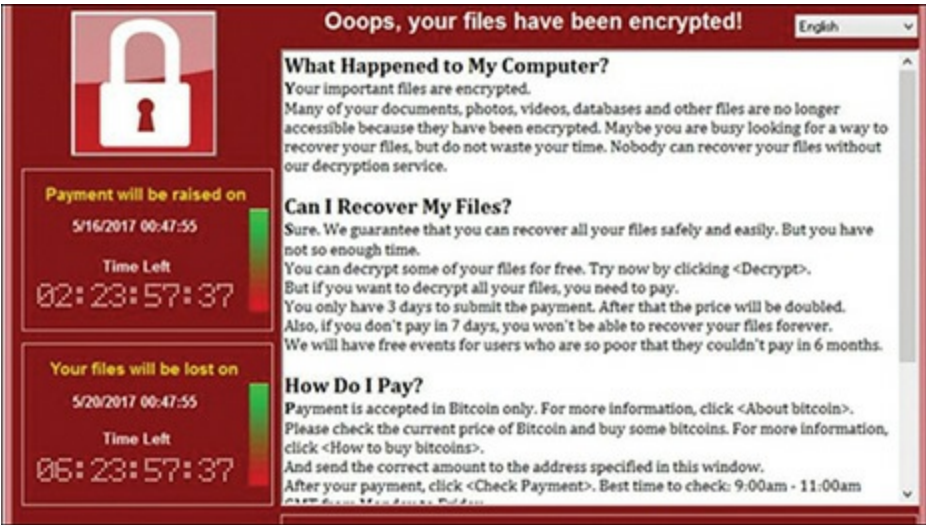 Ooops, your files have been encrypted!
English
What Happened to My Computer?
Your important files are encrypted.
Many of your documents, photos, videos, databases and other files are no longer
accessible because they have been encrypted. Maybe you are busy looking for a way to
recover your files, but do not waste your time. Nobody can recover your files without
our decryption service.
Can I Recover My Files?
Sure. We guarantee that you can recover all your files safely and easily. But you have
not so enough time.
You can decrypt some of your files for free. Try now by clicking <Decrypt>.
But if you want to decrypt all your files, you need to pay.
You only have 3 days to submit the payment. After that the price will be doubled.
Also, if you don't pay in 7 days, you won't be able to recover your files forever.
We will have free events for users who are so poor that they couldn't pay in 6 months.
How Do I Pay?
Payment is accepted in Bitcoin only. For more information, click <About bitcoin>.
Please check the current price of Bitcoin and buy some bitcoins. For more information,
click <How to buy bitcoins>.
And send the correct amount to the address specified in this window.
After your payment, click <Check Payment>. Best time to check: 9:00am - 11:00am
GMT from Monday to Friday
Payment will be raised on
5/16/2017 00:47:55
Time Left
02:23:57:37
Your files will be lost on
5/20/2017 00:47:55
Time Left
06:23:57:37